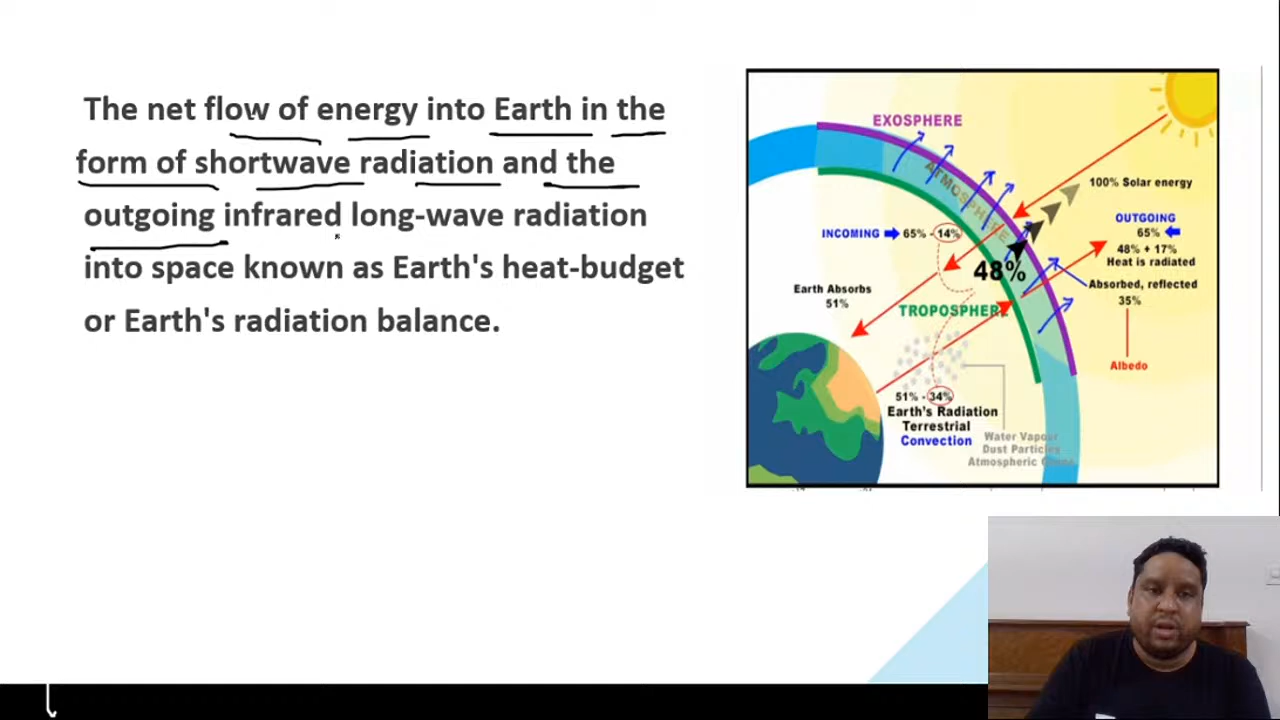 The net flow of energy into Earth in the
form of shortwave radiation and the
outgoing infrared long-wave radiation
into space known as Earth's heat-budget
or Earth's radiation balance.
EXOSPHERE
ATMOSPHERE
100% Solar energy
INCOMING 65% - 14%
OUTGOING
65%
48% + 17%
Heat is radiated
48%
Absorbed, reflected
35%
Earth Absorbs
51%
TROPOSPHERE
Albedo
51% - 34%
Earth's Radiation
Terrestrial
Convection
Water Vapour
Dust Particles
Atmospheric